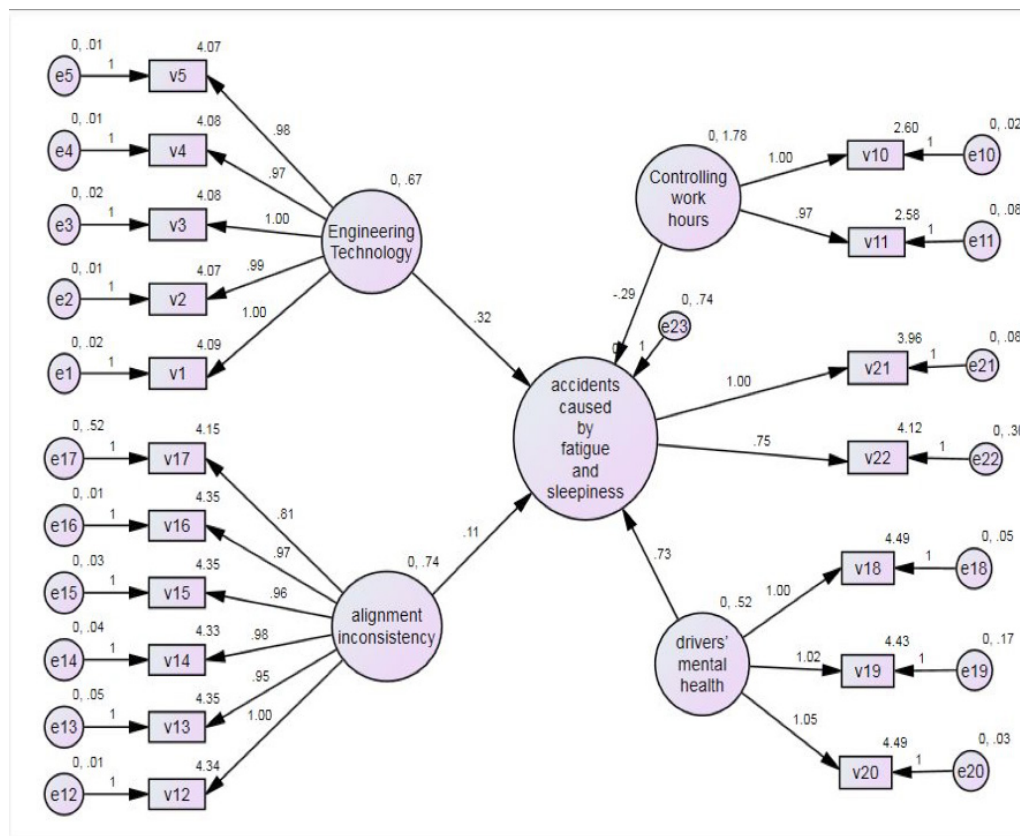 0, .01
e5
1
4.07
v5
.98
0, .01
e4
1
4.08
v4
.97
0, .02
e3
1
4.08
v3
1.00
0, .01
e2
1
4.07
v2
.99
0, .02
e1
1
4.09
v1
1.00
0, .67
Engineering
Technology
.32
0, .52
e17
1
4.15
v17
.81
0, .01
e16
1
4.35
v16
.97
0, .03
e15
1
4.35
v15
.96
0, .04
e14
1
4.33
v14
.98
0, .05
e13
1
4.35
v13
.95
0, .01
e12
1
4.34
v12
1.00
0, .74
alignment
inconsistency
.11
0, 1.78
Controlling
work
hours
-.29
1.00
2.60
v10
1
0, .02
e10
.97
2.58
v11
1
0, .08
e11
0, .74
e23
1
accidents
caused
by
fatigue
and
sleepiness
1.00
3.96
v21
1
0, .08
e21
.75
4.12
v22
1
e22
.73
0, .52
drivers'
mental
health
1.00
4.49
v18
1
0, .05
e18
1.02
4.43
v19
1
0, .17
e19
1.05
4.49
v20
1
0, .03
e20